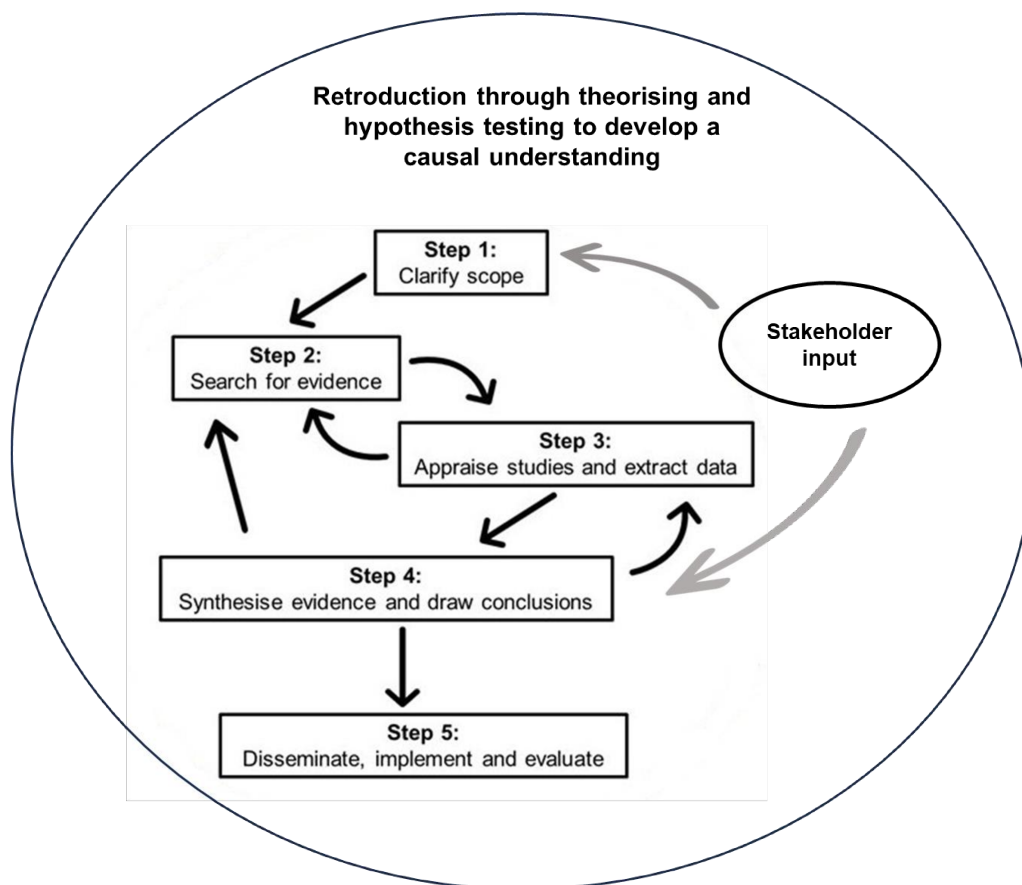 Retroduction through theorising and
hypothesis testing to develop a
causal understanding
Step 1:
Clarify scope
Stakeholder
input
Step 2:
Search for evidence
Step 3:
Appraise studies and extract data
Step 4:
Synthesise evidence and draw conclusions
Step 5:
Disseminate, implement and evaluate